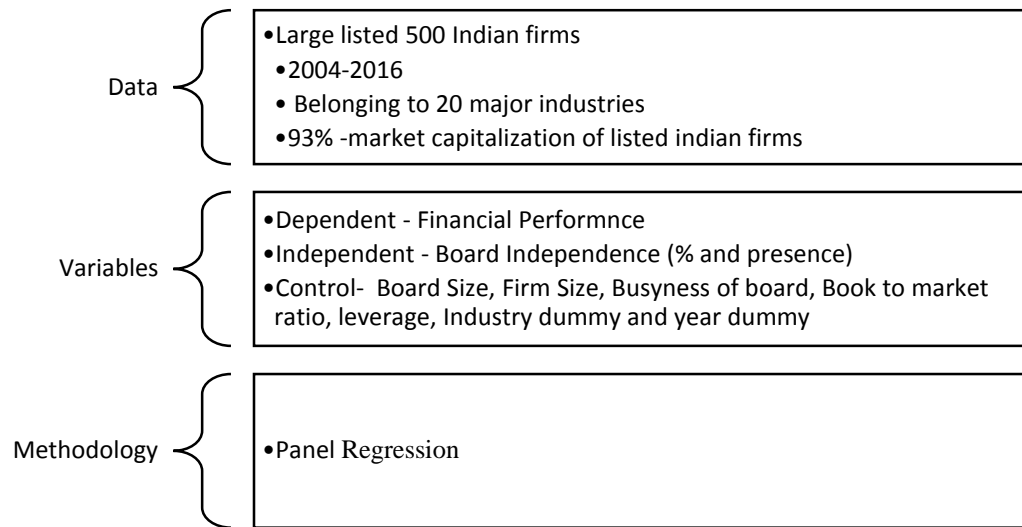 Data
•Large listed 500 Indian firms
•2004-2016
• Belonging to 20 major industries
•93% -market capitalization of listed indian firms
Variables
•Dependent - Financial Performnce
•Independent - Board Independence (% and presence)
•Control-  Board Size, Firm Size, Busyness of board, Book to market
ratio, leverage, Industry dummy and year dummy
Methodology
•Panel Regression